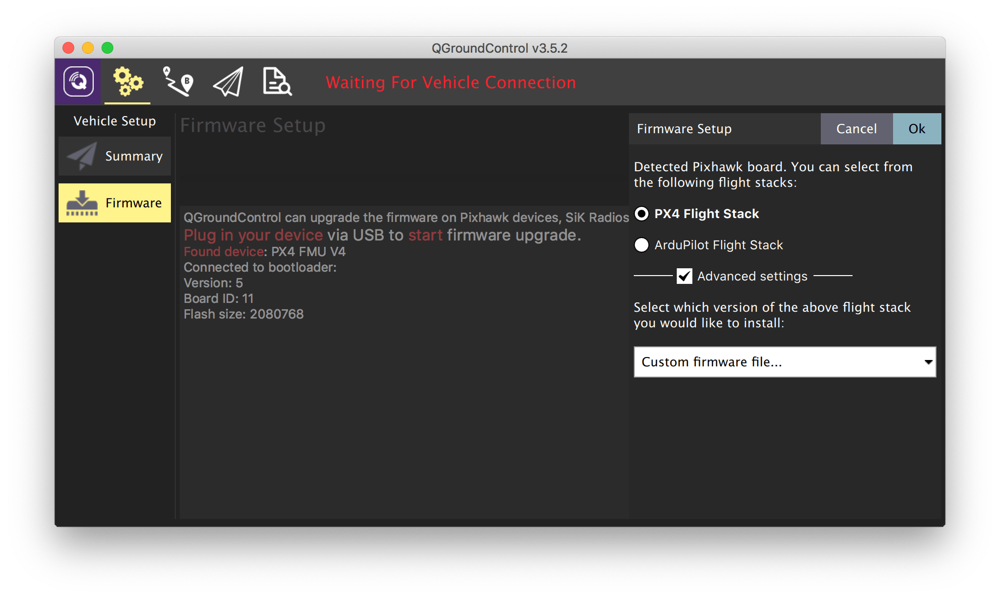 QGroundControl v3.5.2
Q
A
B
Waiting For Vehicle Connection
Vehicle Setup
Summary
Firmware
Firmware Setup
QGroundControl can upgrade the firmware on Pixhawk devices, SiK Radios
Plug in your device via USB to start firmware upgrade.
Found device: PX4 FMU V4
Connected to bootloader:
Version: 5
Board ID: 11
Flash size: 2080768
Firmware Setup
Cancel
Ok
Detected Pixhawk board. You can select from
the following flight stacks:
PX4 Flight Stack
ArduPilot Flight Stack
Advanced settings
Select which version of the above flight stack
you would like to install:
Custom firmware file...